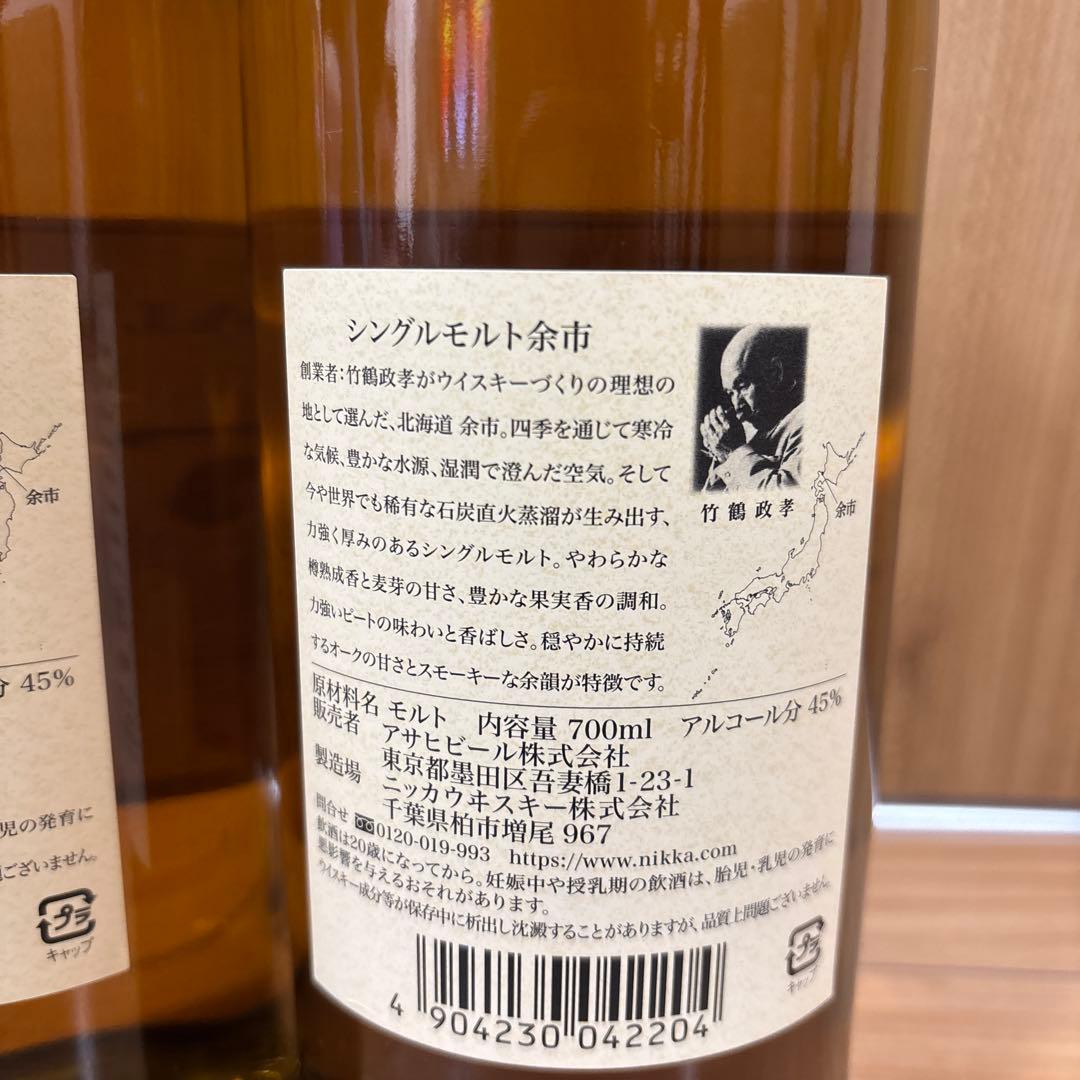 シングルモルト余市
創業者:竹鶴政孝がウイスキーづくりの理想の
地として選んだ、北海道 余市。四季を通じて寒冷
な気候、豊かな水源、湿潤で澄んだ空気。そして
今や世界でも稀有な石炭直火蒸溜が生み出す、
力強く厚みのあるシングルモルト。やわらかな
樽熟成香と麦芽の甘さ、豊かな果実香の調和。
力強いピートの味わいと香ばしさ。穏やかに持続
するオークの甘さとスモーキーな余韻が特徴です。
竹鶴政孝
余市
原材料名 モルト 内容量 700ml アルコール分 45%
販売者 アサヒビール株式会社
東京都墨田区吾妻橋1-23-1
製造場 ニッカウヰスキー株式会社
千葉県柏市増尾 967
問合せ 0120-019-993 https://www.nikka.com
飲酒は20歳になってから。妊娠中や授乳期の飲酒は、胎児・乳児の発育に
悪影響を与えるおそれがあります。
ウイスキー成分等が保存中に析出し沈澱することがありますが、品質上問題ございません。
プラ
キャップ
4 904230 042204
余市
分 45%
児の発育に
題ございません。
プラ
キャップ